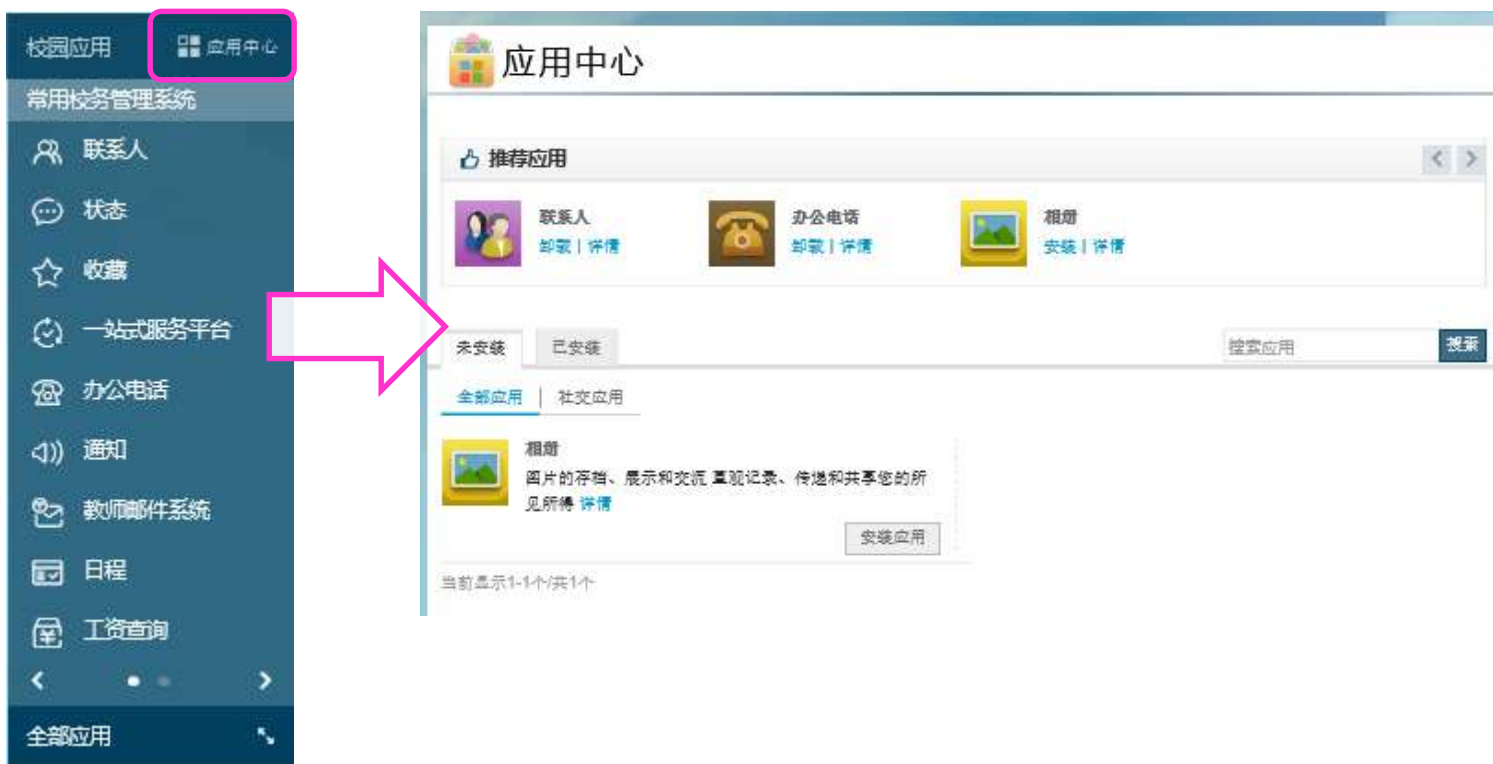 校园应用
应用中心
常用校务管理系统
联系人
状态
收藏
一站式服务平台
办公电话
通知
教师邮件系统
日程
工资查询
全部应用
应用中心
推荐应用
联系人
卸载 | 详情
办公电话
卸载 | 详情
相册
安装 | 详情
未安装
已安装
搜索应用
搜索
全部应用 | 社交应用
相册
图片的存档、展示和交流 直观记录、传递和共享您的所
见所得 详情
安装应用
当前显示1-1个/共1个